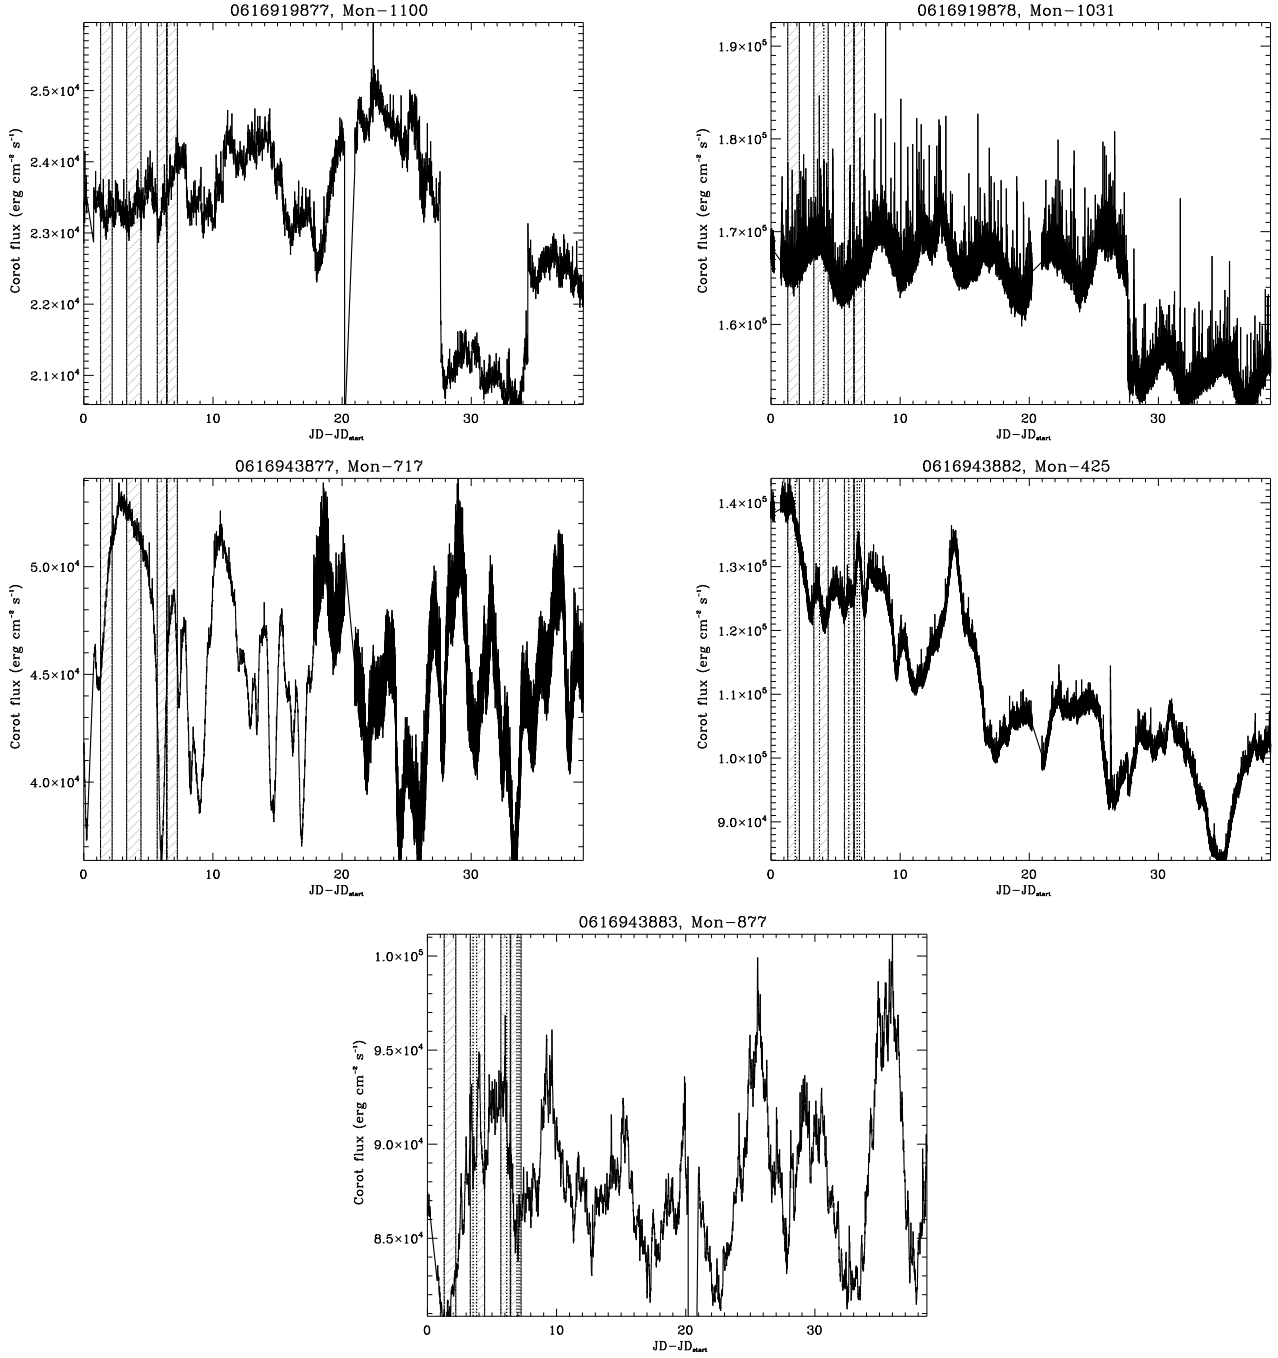 0616919877, Mon-1100
Corot flux (erg cm⁻² s⁻¹)
2.5×10⁴
2.4×10⁴
2.3×10⁴
2.2×10⁴
2.1×10⁴
0 10 20 30
JD-JDstart
0616919878, Mon-1031
Corot flux (erg cm⁻² s⁻¹)
1.9×10⁵
1.8×10⁵
1.7×10⁵
1.6×10⁵
0 10 20 30
JD-JDstart
0616943877, Mon-717
Corot flux (erg cm⁻² s⁻¹)
5.0×10⁴
4.5×10⁴
4.0×10⁴
0 10 20 30
JD-JDstart
0616943882, Mon-425
Corot flux (erg cm⁻² s⁻¹)
1.4×10⁵
1.3×10⁵
1.2×10⁵
1.1×10⁵
1.0×10⁵
9.0×10⁴
0 10 20 30
JD-JDstart
0616943883, Mon-877
Corot flux (erg cm⁻² s⁻¹)
1.0×10⁵
9.5×10⁴
9.0×10⁴
8.5×10⁴
0 10 20 30
JD-JDstart